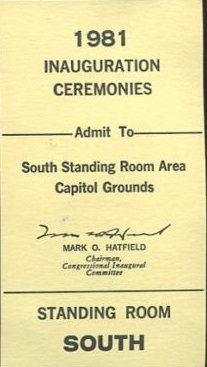 1981
INAUGURATION
CEREMONIES
Admit To
South Standing Room Area
Capitol Grounds
MARK O. HATFIELD
Chairman,
Congressional Inaugural
Committee
STANDING ROOM
SOUTH